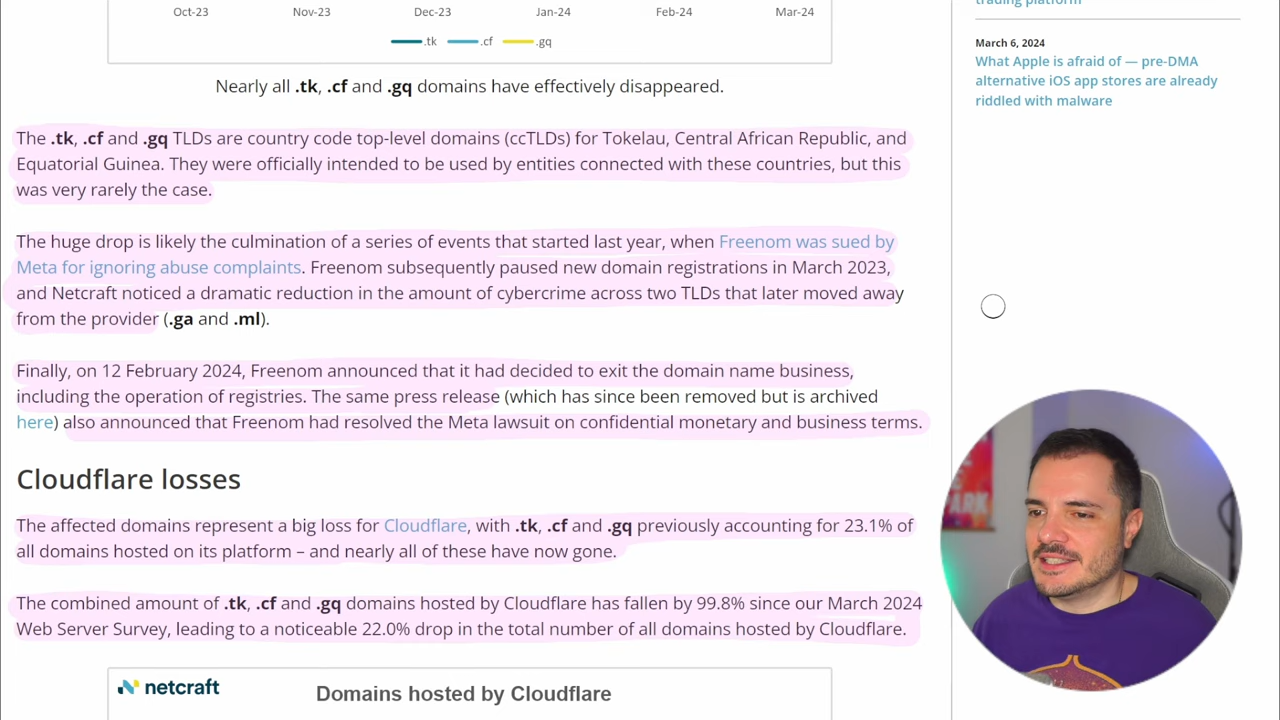 Oct-23 Nov-23 Dec-23 Jan-24 Feb-24 Mar-24
.tk .cf .gq
Nearly all .tk, .cf and .gq domains have effectively disappeared.
The .tk, .cf and .gq TLDs are country code top-level domains (ccTLDs) for Tokelau, Central African Republic, and
Equatorial Guinea. They were officially intended to be used by entities connected with these countries, but this
was very rarely the case.
The huge drop is likely the culmination of a series of events that started last year, when Freenom was sued by
Meta for ignoring abuse complaints. Freenom subsequently paused new domain registrations in March 2023,
and Netcraft noticed a dramatic reduction in the amount of cybercrime across two TLDs that later moved away
from the provider (.ga and .ml).
Finally, on 12 February 2024, Freenom announced that it had decided to exit the domain name business,
including the operation of registries. The same press release (which has since been removed but is archived
here) also announced that Freenom had resolved the Meta lawsuit on confidential monetary and business terms.
Cloudflare losses
The affected domains represent a big loss for Cloudflare, with .tk, .cf and .gq previously accounting for 23.1% of
all domains hosted on its platform – and nearly all of these have now gone.
The combined amount of .tk, .cf and .gq domains hosted by Cloudflare has fallen by 99.8% since our March 2024
Web Server Survey, leading to a noticeable 22.0% drop in the total number of all domains hosted by Cloudflare.
netcraft
Domains hosted by Cloudflare
trading platform
March 6, 2024
What Apple is afraid of — pre-DMA
alternative iOS app stores are already
riddled with malware